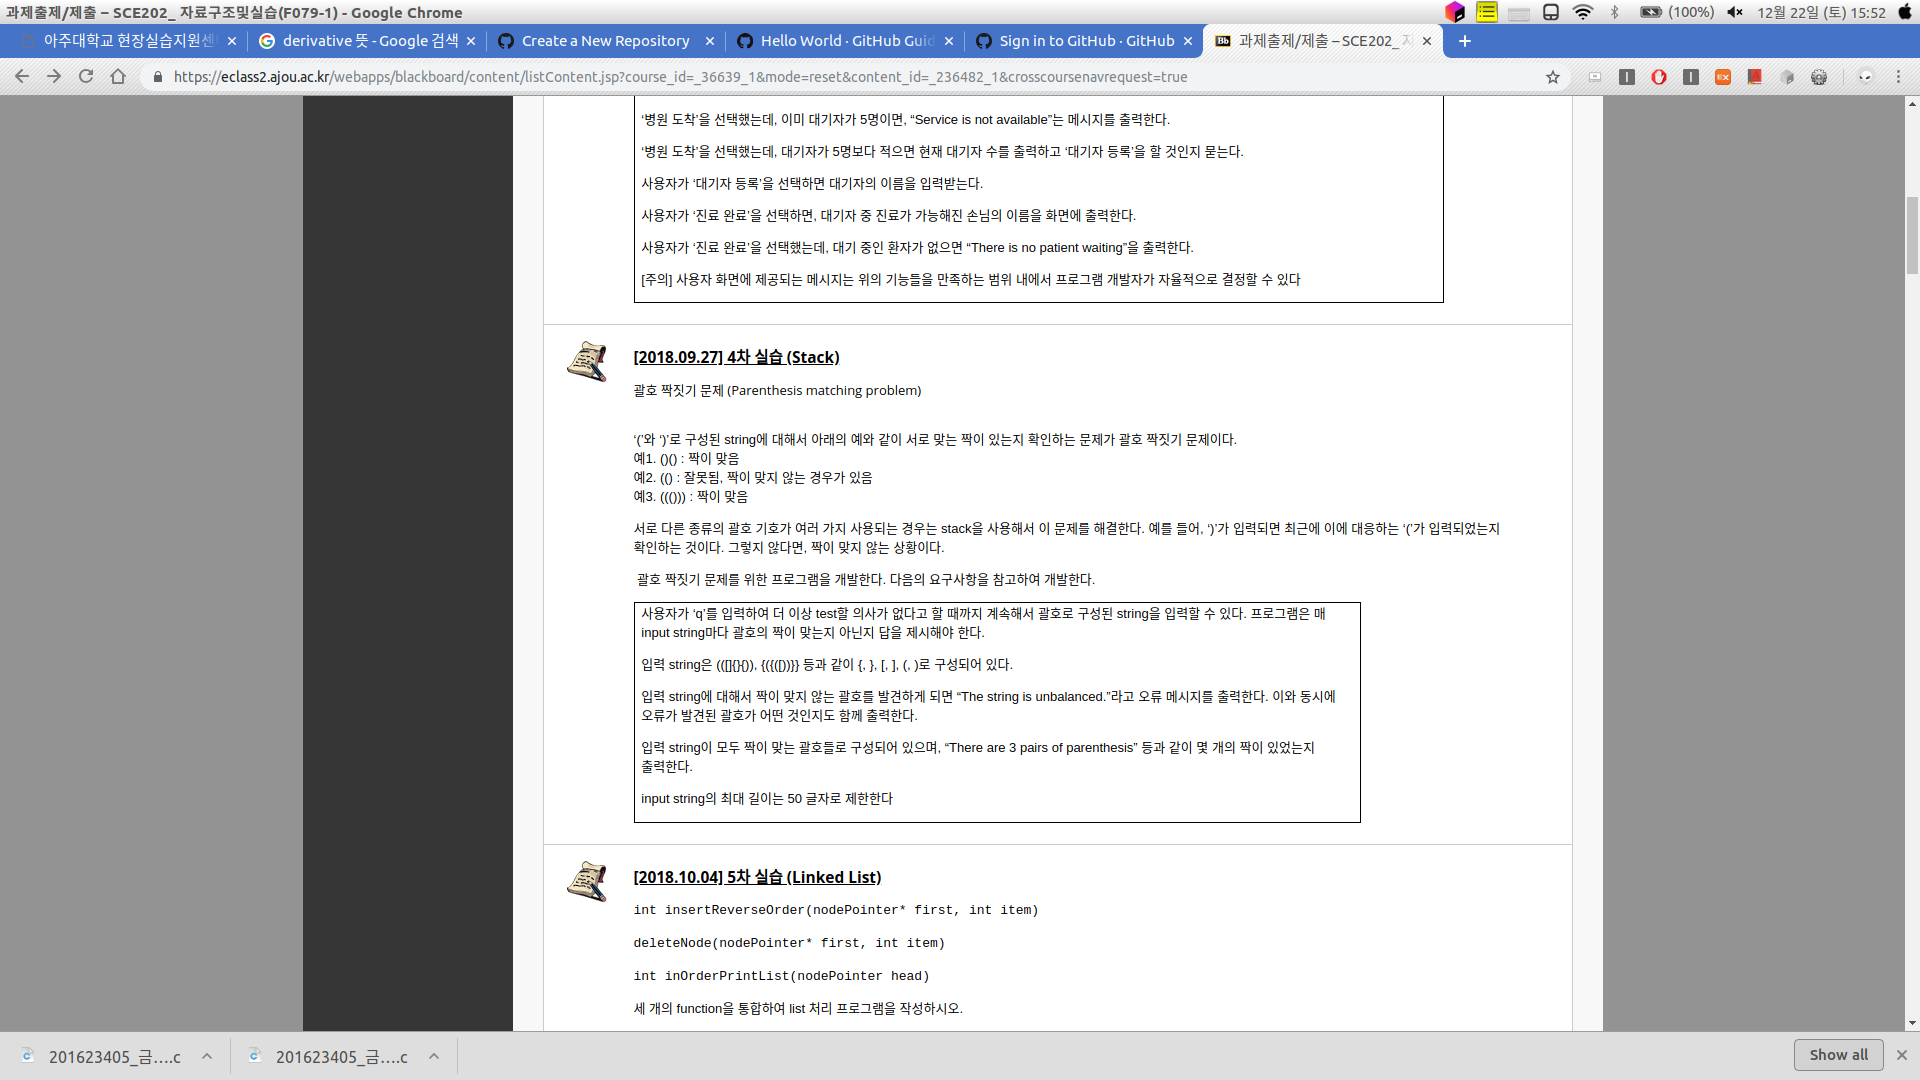 과제출제/제출 – SCE202_ 자료구조및실습(F079-1) - Google Chrome
(100%) 12월 22일 (토) 15:52
아주대학교 현장실습지원센
derivative 뜻 - Google 검색
Create a New Repository
Hello World · GitHub Guid
Sign in to GitHub · GitHub
Bb 과제출제/제출 – SCE202_ 자
https://eclass2.ajou.ac.kr/webapps/blackboard/content/listContent.jsp?course_id=_36639_1&mode=reset&content_id=_236482_1&crosscoursenavrequest=true
‘병원 도착’을 선택했는데, 이미 대기자가 5명이면, “Service is not available”는 메시지를 출력한다.
‘병원 도착’을 선택했는데, 대기자가 5명보다 적으면 현재 대기자 수를 출력하고 ‘대기자 등록’을 할 것인지 묻는다.
사용자가 ‘대기자 등록’을 선택하면 대기자의 이름을 입력받는다.
사용자가 ‘진료 완료’을 선택하면, 대기자 중 진료가 가능해진 손님의 이름을 화면에 출력한다.
사용자가 ‘진료 완료’을 선택했는데, 대기 중인 환자가 없으면 “There is no patient waiting”을 출력한다.
[주의] 사용자 화면에 제공되는 메시지는 위의 기능들을 만족하는 범위 내에서 프로그램 개발자가 자율적으로 결정할 수 있다
[2018.09.27] 4차 실습 (Stack)
괄호 짝짓기 문제 (Parenthesis matching problem)
‘(’와 ‘)’로 구성된 string에 대해서 아래의 예와 같이 서로 맞는 짝이 있는지 확인하는 문제가 괄호 짝짓기 문제이다.
예1. ()() : 짝이 맞음
예2. (() : 잘못됨, 짝이 맞지 않는 경우가 있음
예3. ((())) : 짝이 맞음
서로 다른 종류의 괄호 기호가 여러 가지 사용되는 경우는 stack을 사용해서 이 문제를 해결한다. 예를 들어, ‘)’가 입력되면 최근에 이에 대응하는 ‘(’가 입력되었는지
확인하는 것이다. 그렇지 않다면, 짝이 맞지 않는 상황이다.
괄호 짝짓기 문제를 위한 프로그램을 개발한다. 다음의 요구사항을 참고하여 개발한다.
사용자가 ‘q’를 입력하여 더 이상 test할 의사가 없다고 할 때까지 계속해서 괄호로 구성된 string을 입력할 수 있다. 프로그램은 매
input string마다 괄호의 짝이 맞는지 아닌지 답을 제시해야 한다.
입력 string은 (([]{}{)), {({([))}} 등과 같이 {, }, [, ], (, )로 구성되어 있다.
입력 string에 대해서 짝이 맞지 않는 괄호를 발견하게 되면 “The string is unbalanced.”라고 오류 메시지를 출력한다. 이와 동시에
오류가 발견된 괄호가 어떤 것인지도 함께 출력한다.
입력 string이 모두 짝이 맞는 괄호들로 구성되어 있으며, “There are 3 pairs of parenthesis” 등과 같이 몇 개의 짝이 있었는지
출력한다.
input string의 최대 길이는 50 글자로 제한한다
[2018.10.04] 5차 실습 (Linked List)
int insertReverseOrder(nodePointer* first, int item)
deleteNode(nodePointer* first, int item)
int inOrderPrintList(nodePointer head)
세 개의 function을 통합하여 list 처리 프로그램을 작성하시오.
201623405_금….c
201623405_금….c
Show all